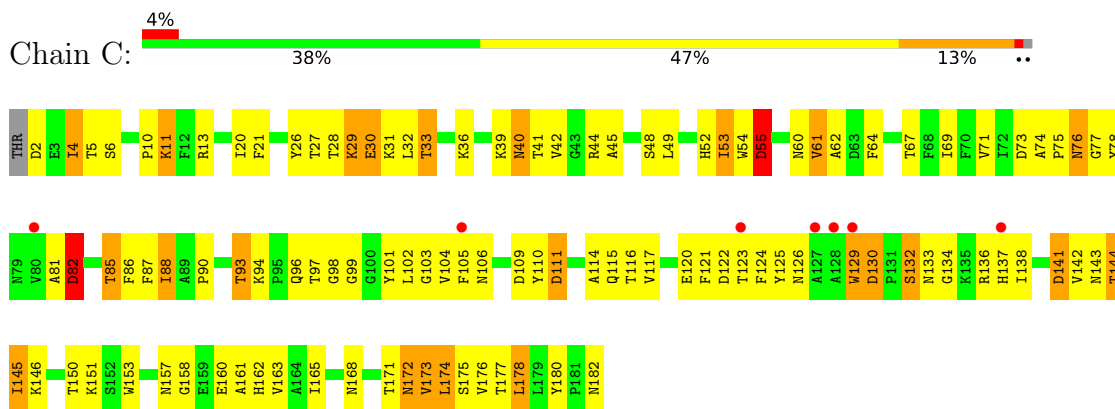 4%
Chain C:
38% 47% 13% ••
THR D2 E3 I4 T5 S6 P10 K11 F12 R13 I20 F21 Y26 T27 T28 K29 E30 K31 L32 T33 K36 K39 N40 T41 V42 G43 R44 A45 S48 L49 H52 I53 W54 D55 N60 V61 A62 D63 F64 T67 F68 I69 F70 V71 I72 D73 A74 P75 N76 G77 Y78
N79 V80 A81 D82 T85 F86 F87 I88 A89 P90 T93 K94 P95 Q96 T97 G98 G99 G100 Y101 L102 G103 V104 F105 N106 D109 Y110 D111 A114 Q115 T116 V117 E120 F121 D122 T123 F124 Y125 N126 A127 A128 W129 D130 P131 S132 N133 G134 K135 R136 H137 I138 D141 V142 N143 T144
I145 K146 T150 K151 S152 W153 N157 G158 E159 E160 A161 H162 V163 A164 I165 N168 T171 N172 V173 L174 S175 V176 T177 L178 L179 Y180 P181 N182